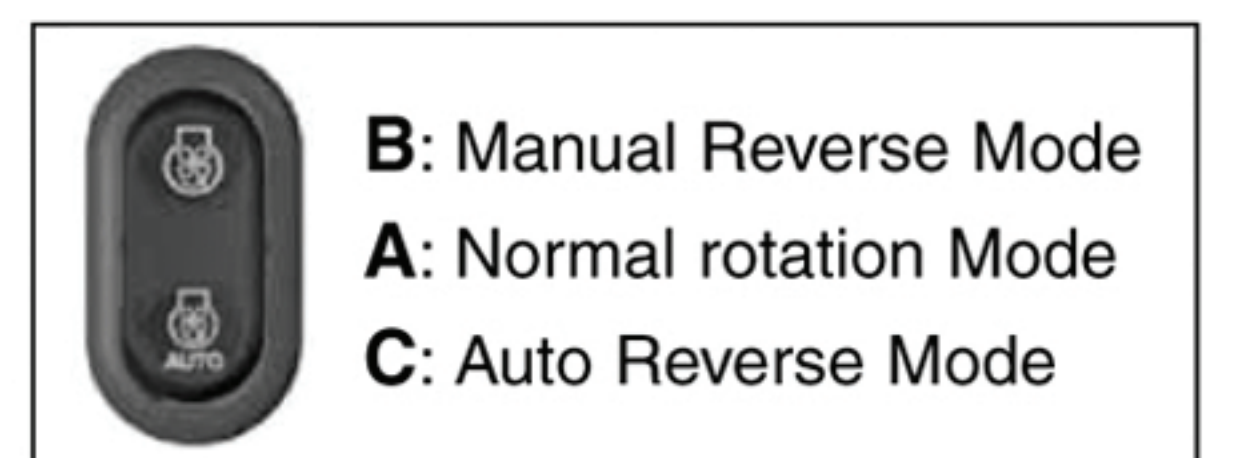 B: Manual Reverse Mode
A: Normal rotation Mode
AUTO
C: Auto Reverse Mode